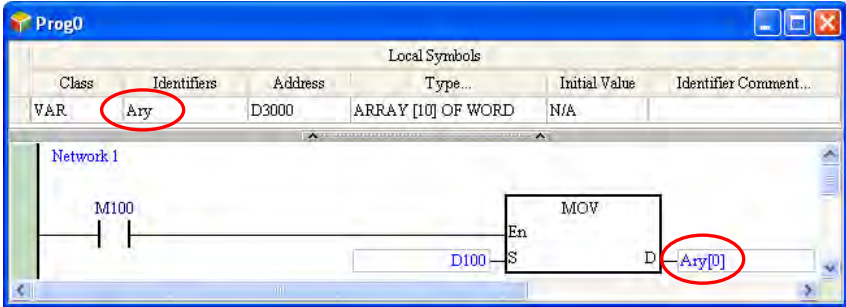 Prog0
Local Symbols
Class Identifiers Address Type... Initial Value Identifier Comment...
VAR Ary D3000 ARRAY [10] OF WORD N/A
Network 1
M100 MOV
En
D100 S D Ary[0]